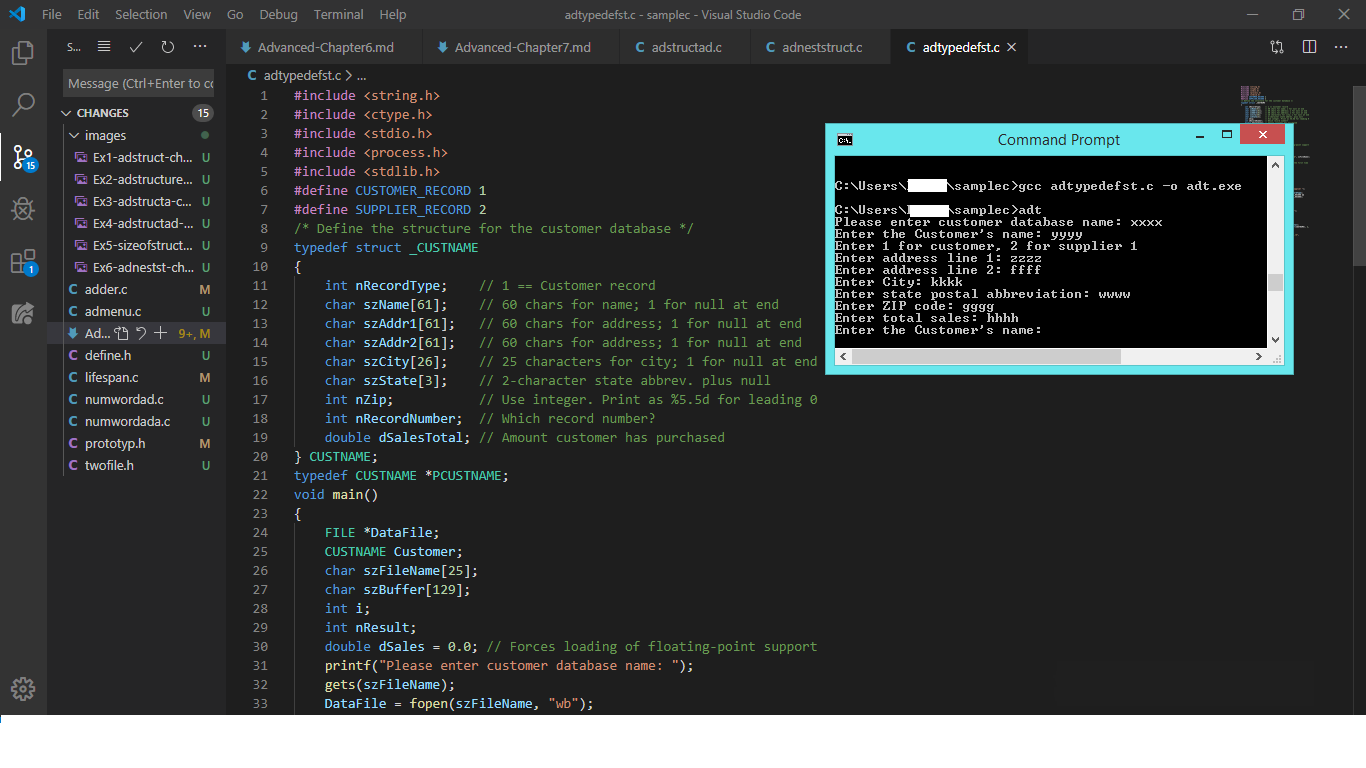 File Edit Selection View Go Debug Terminal Help adtypedefst.c - samplec - Visual Studio Code
S...
Advanced-Chapter6.md Advanced-Chapter7.md adstructad.c adneststruct.c adtypedefst.c
Message (Ctrl+Enter to co
CHANGES 15
images
Ex1-adstruct-ch... U
Ex2-adstructure... U
Ex3-adstructa-c... U
Ex4-adstructad-... U
Ex5-sizeofstruct... U
Ex6-adnestst-ch... U
adder.c M
admenu.c U
Ad... 9+, M
define.h U
lifespan.c M
numwordad.c U
numwordada.c U
prototyp.h M
twofile.h U
15
1
adtypedefst.c > ...
1 #include <string.h>
2 #include <ctype.h>
3 #include <stdio.h>
4 #include <process.h>
5 #include <stdlib.h>
6 #define CUSTOMER_RECORD 1
7 #define SUPPLIER_RECORD 2
8 /* Define the structure for the customer database */
9 typedef struct _CUSTNAME
10 {
11 int nRecordType; // 1 == Customer record
12 char szName[61]; // 60 chars for name; 1 for null at end
13 char szAddr1[61]; // 60 chars for address; 1 for null at end
14 char szAddr2[61]; // 60 chars for address; 1 for null at end
15 char szCity[26]; // 25 characters for city; 1 for null at end
16 char szState[3]; // 2-character state abbrev. plus null
17 int nZip; // Use integer. Print as %5.5d for leading 0
18 int nRecordNumber; // Which record number?
19 double dSalesTotal; // Amount customer has purchased
20 } CUSTNAME;
21 typedef CUSTNAME *PCUSTNAME;
22 void main()
23 {
24 FILE *DataFile;
25 CUSTNAME Customer;
26 char szFileName[25];
27 char szBuffer[129];
28 int i;
29 int nResult;
30 double dSales = 0.0; // Forces loading of floating-point support
31 printf("Please enter customer database name: ");
32 gets(szFileName);
33 DataFile = fopen(szFileName, "wb");
Command Prompt
C:\Users\ \samplec>gcc adtypedefst.c -o adt.exe
C:\Users\ \samplec>adt
Please enter customer database name: xxxx
Enter the Customer's name: yyyy
Enter 1 for customer, 2 for supplier 1
Enter address line 1: zzzz
Enter address line 2: ffff
Enter City: kkkk
Enter state postal abbreviation: wwww
Enter ZIP code: gggg
Enter total sales: hhhh
Enter the Customer's name: